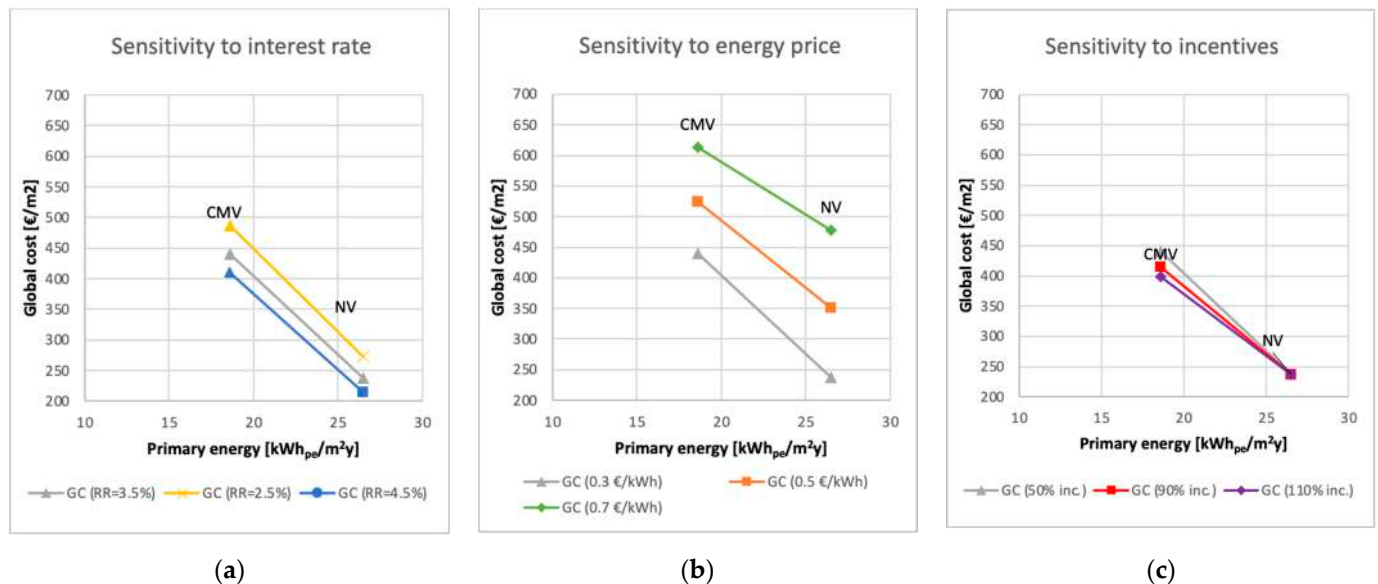 Sensitivity to interest rate
Global cost [€/m2]
700
650
600
550
500
450
400
350
300
250
200
CMV
NV
10 15 20 25 30
Primary energy [kWhpe/m²y]
GC (RR=3.5%) GC (RR=2.5%) GC (RR=4.5%)
(a)
Sensitivity to energy price
Global cost [€/m2]
700
650
600
550
500
450
400
350
300
250
200
CMV
NV
10 15 20 25 30
Primary energy [kWhpe/m²y]
GC (0.3 €/kWh) GC (0.5 €/kWh)
GC (0.7 €/kWh)
(b)
Sensitivity to incentives
Global cost [€/m2]
700
650
600
550
500
450
400
350
300
250
200
CMV
NV
10 15 20 25 30
Primary energy [kWhpe/m²y]
GC (50% inc.) GC (90% inc.) GC (110% inc.)
(c)